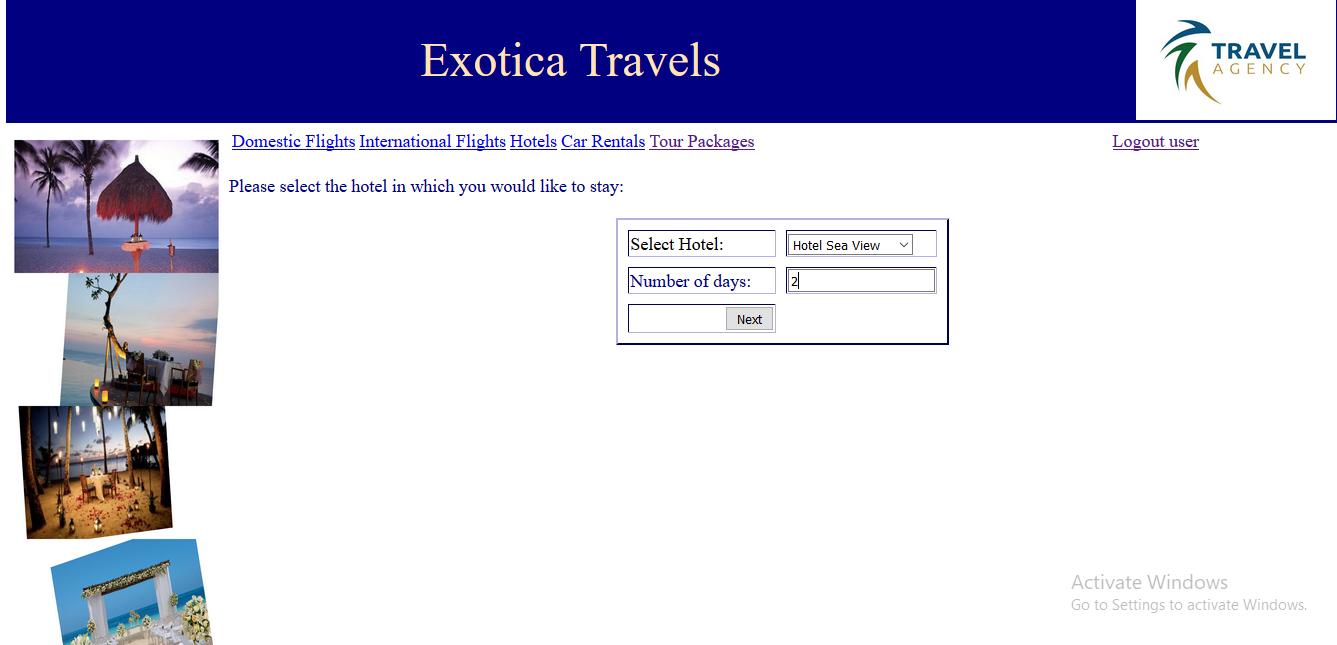 Exotica Travels
TRAVEL
AGENCY
Domestic Flights International Flights Hotels Car Rentals Tour Packages
Logout user
Please select the hotel in which you would like to stay:
Select Hotel:
Hotel Sea View
Number of days:
2
Next
Activate Windows
Go to Settings to activate Windows.